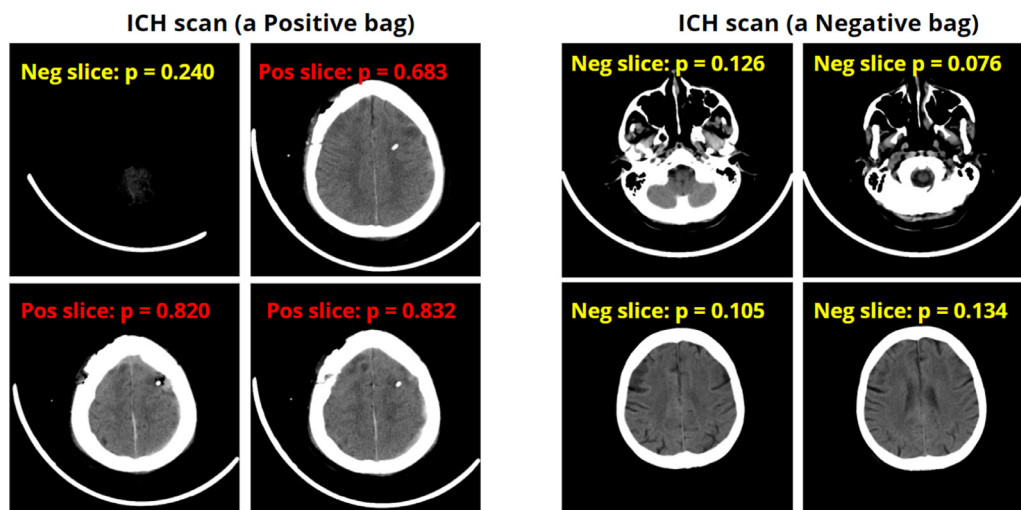 ICH scan (a Positive bag)
Neg slice: p = 0.240
Pos slice: p = 0.683
Pos slice: p = 0.820
Pos slice: p = 0.832
ICH scan (a Negative bag)
Neg slice: p = 0.126
Neg slice p = 0.076
Neg slice: p = 0.105
Neg slice: p = 0.134